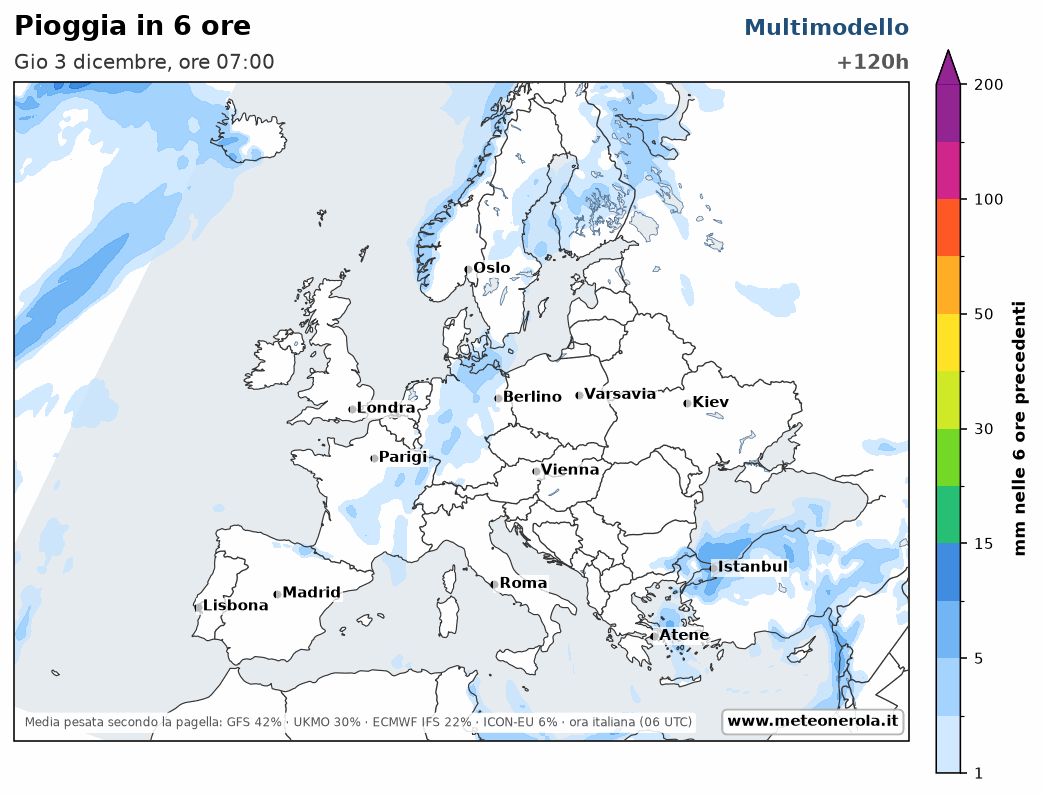 Pioggia in 6 ore
Multimodello
Gio 3 dicembre, ore 07:00
+120h
200
100
50
30
15
5
1
mm nelle 6 ore precedenti
Oslo
Londra
Berlino
Varsavia
Kiev
Parigi
Vienna
Istanbul
Roma
Madrid
Lisbona
Atene
Media pesata secondo la pagella: GFS 42% · UKMO 30% · ECMWF IFS 22% · ICON-EU 6% · ora italiana (06 UTC)
www.meteonerola.it